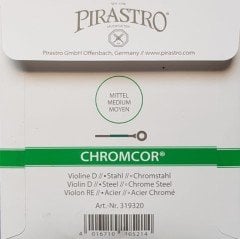 PIRASTRO®
Pirastro GmbH Offenbach, Germany // www.pirastro.com
MITTEL
MEDIUM
MOYEN
CHROMCOR®
Violine D // • Stahl // • Chromstahl
Violin D // • Steel // • Chrome Steel
Violon RE // • Acier // • Acier Chromé
Art.-Nr. 319320
4 016710 105214